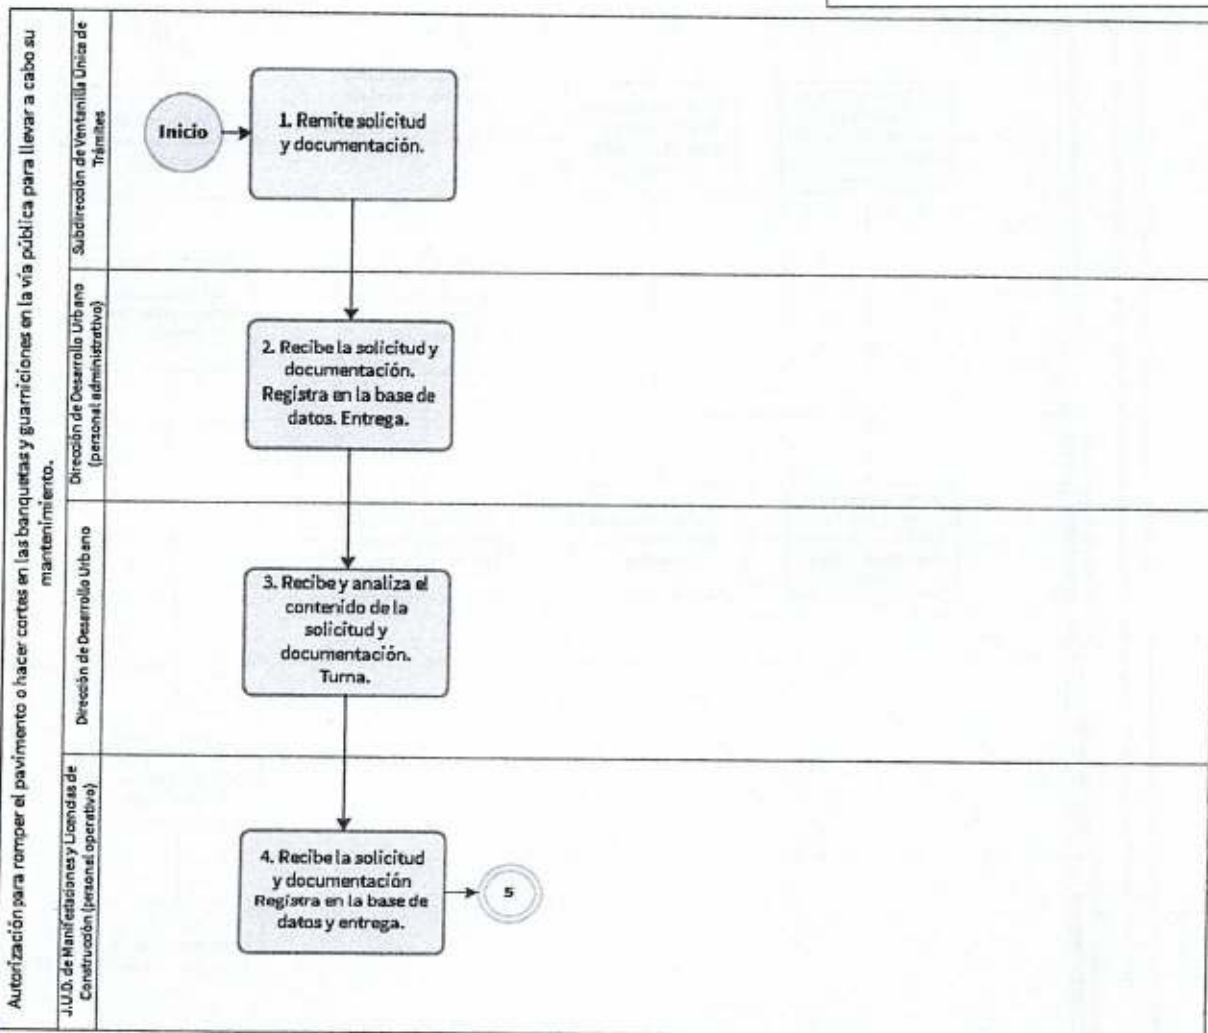 Autorización para romper el pavimento o hacer cortes en las banquetas y guarniciones en la vía pública para llevar a cabo su
mantenimiento.
Subdirección de Ventanilla Única de
Trámites
Inicio
1. Remite solicitud
y documentación.
Dirección de Desarrollo Urbano
(personal administrativo)
2. Recibe la solicitud y
documentación.
Registra en la base de
datos. Entrega.
Dirección de Desarrollo Urbano
3. Recibe y analiza el
contenido de la
solicitud y
documentación.
Turna.
J.U.D. de Manifestaciones y Licencias de
Construcción (personal operativo)
4. Recibe la solicitud
y documentación
Registra en la base de
datos y entrega.
5